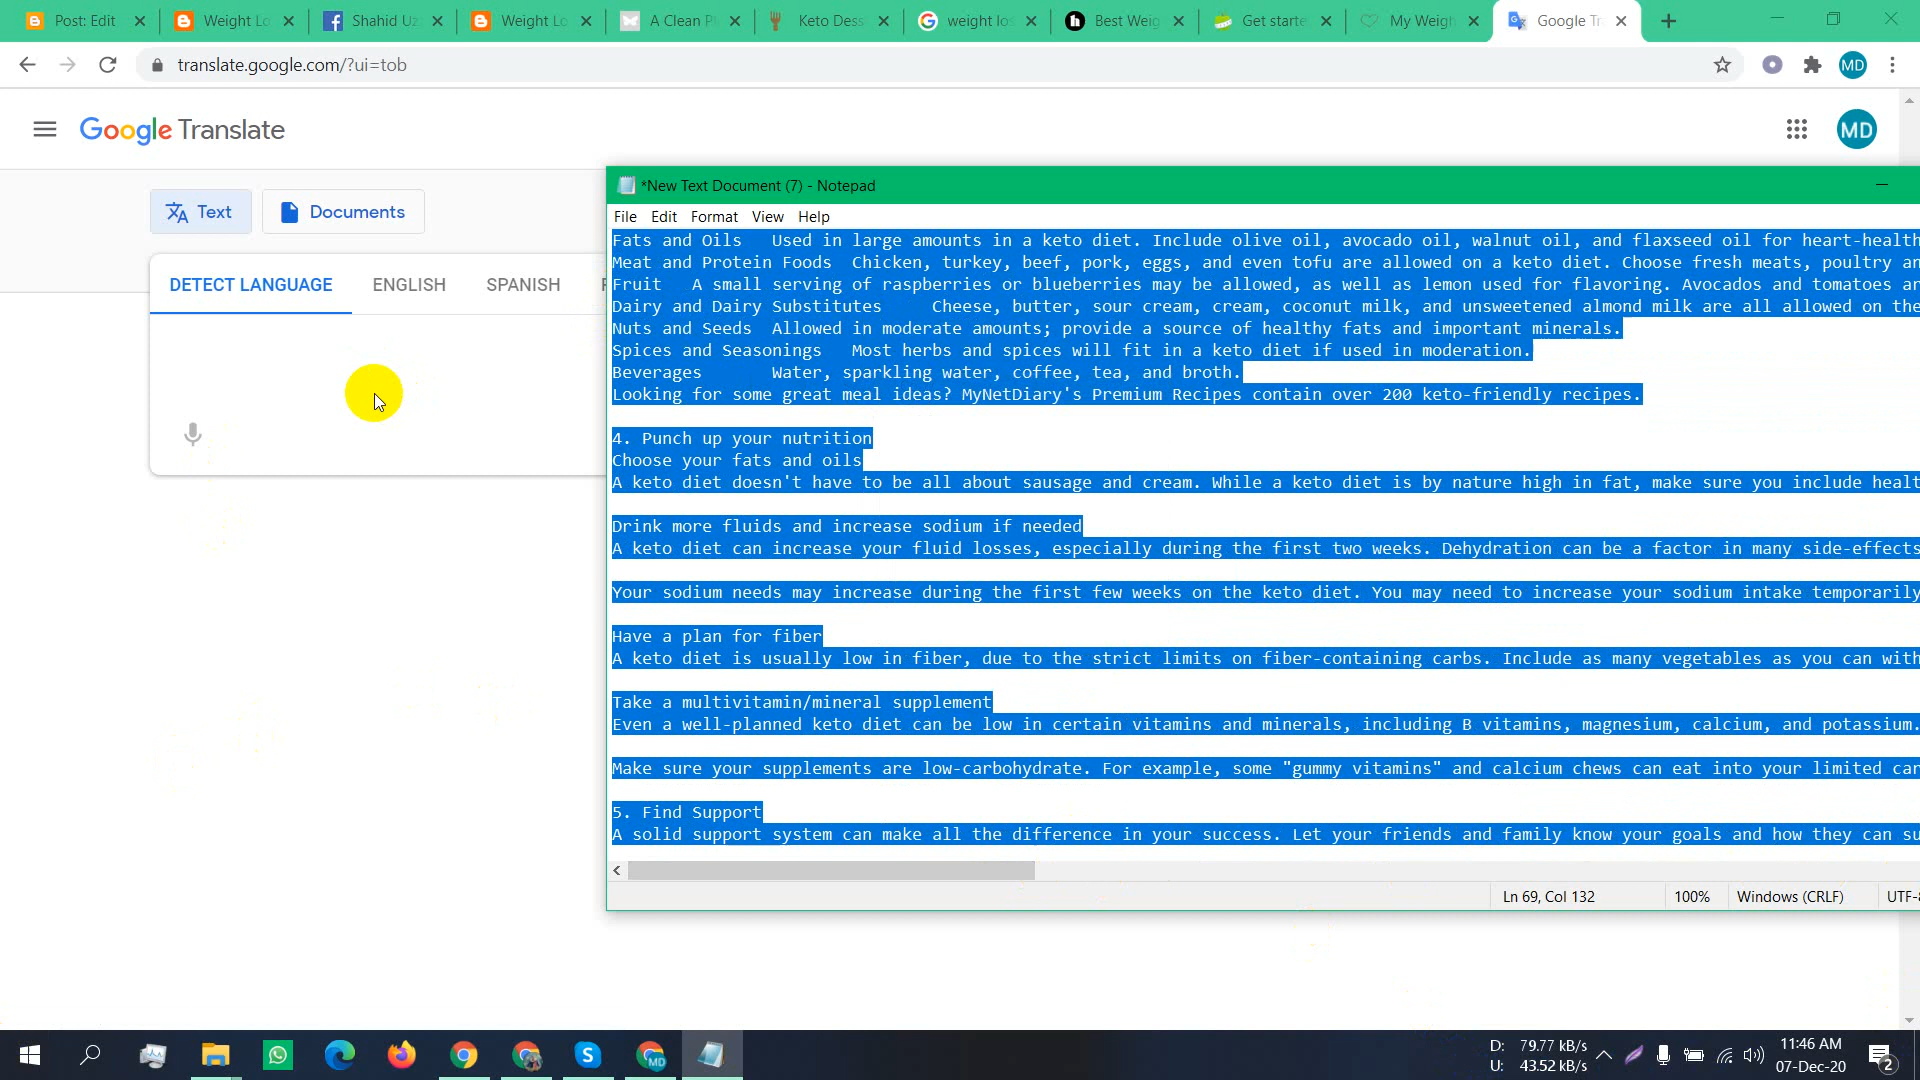 Post: Edit
Weight Lo
Shahid Uz
Weight Lo
A Clean P
Keto Dess
weight los
Best Weig
Get starte
My Weigh
Google Tr
translate.google.com/?ui=tob
MD
Google Translate
MD
Text
Documents
DETECT LANGUAGE
ENGLISH
SPANISH
*New Text Document (7) - Notepad
File Edit Format View Help
Fats and Oils Used in large amounts in a keto diet. Include olive oil, avocado oil, walnut oil, and flaxseed oil for heart-health
Meat and Protein Foods Chicken, turkey, beef, pork, eggs, and even tofu are allowed on a keto diet. Choose fresh meats, poultry an
Fruit A small serving of raspberries or blueberries may be allowed, as well as lemon used for flavoring. Avocados and tomatoes ar
Dairy and Dairy Substitutes Cheese, butter, sour cream, cream, coconut milk, and unsweetened almond milk are all allowed on the
Nuts and Seeds Allowed in moderate amounts; provide a source of healthy fats and important minerals.
Spices and Seasonings Most herbs and spices will fit in a keto diet if used in moderation.
Beverages Water, sparkling water, coffee, tea, and broth.
Looking for some great meal ideas? MyNetDiary's Premium Recipes contain over 200 keto-friendly recipes.
4. Punch up your nutrition
Choose your fats and oils
A keto diet doesn't have to be all about sausage and cream. While a keto diet is by nature high in fat, make sure you include healt
Drink more fluids and increase sodium if needed
A keto diet can increase your fluid losses, especially during the first two weeks. Dehydration can be a factor in many side-effects
Your sodium needs may increase during the first few weeks on the keto diet. You may need to increase your sodium intake temporarily
Have a plan for fiber
A keto diet is usually low in fiber, due to the strict limits on fiber-containing carbs. Include as many vegetables as you can with
Take a multivitamin/mineral supplement
Even a well-planned keto diet can be low in certain vitamins and minerals, including B vitamins, magnesium, calcium, and potassium.
Make sure your supplements are low-carbohydrate. For example, some "gummy vitamins" and calcium chews can eat into your limited car
5. Find Support
A solid support system can make all the difference in your success. Let your friends and family know your goals and how they can su
Ln 69, Col 132
100%
Windows (CRLF)
UTF-8
D: 79.77 kB/s
U: 43.52 kB/s
11:46 AM
07-Dec-20
2